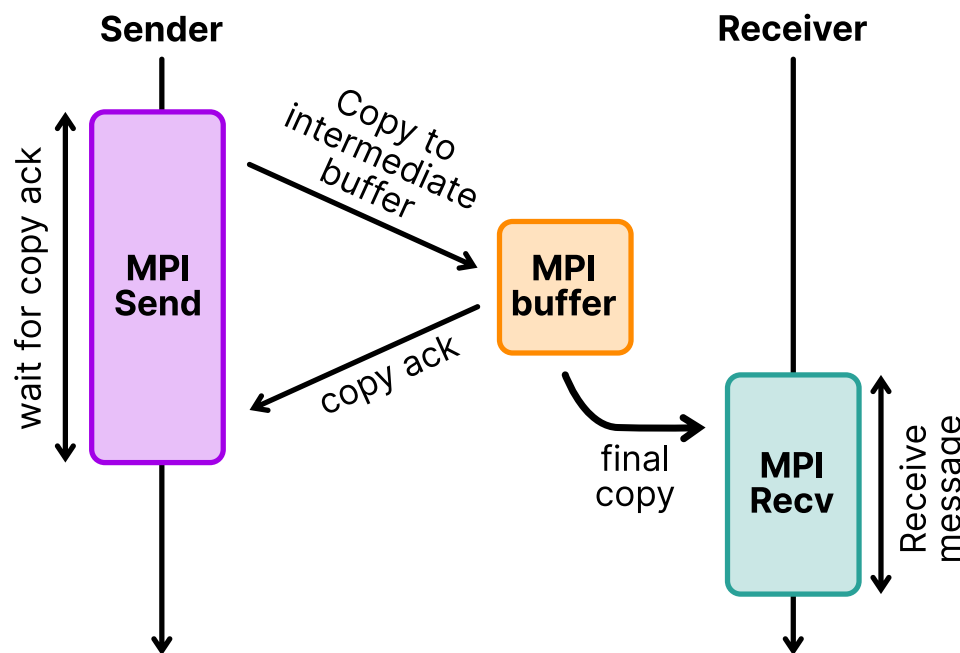 Sender
Receiver
Copy to
intermediate
buffer
wait for copy ack
MPI
Send
MPI
buffer
copy ack
final
copy
MPI
Recv
Receive
message